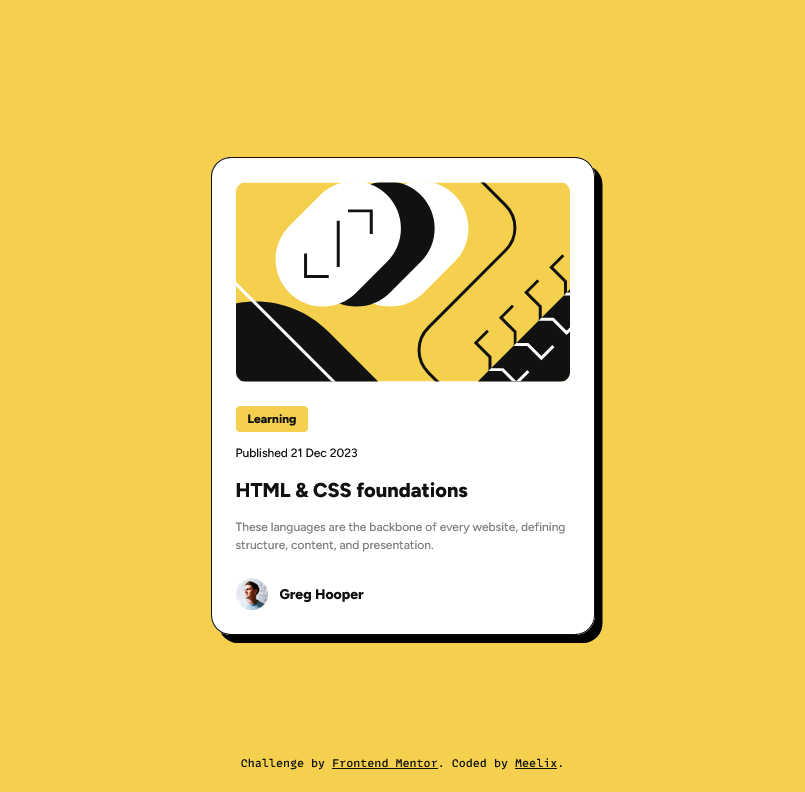 Learning
Published 21 Dec 2023
HTML & CSS foundations
These languages are the backbone of every website, defining
structure, content, and presentation.
Greg Hooper
Challenge by Frontend Mentor. Coded by Meelix.